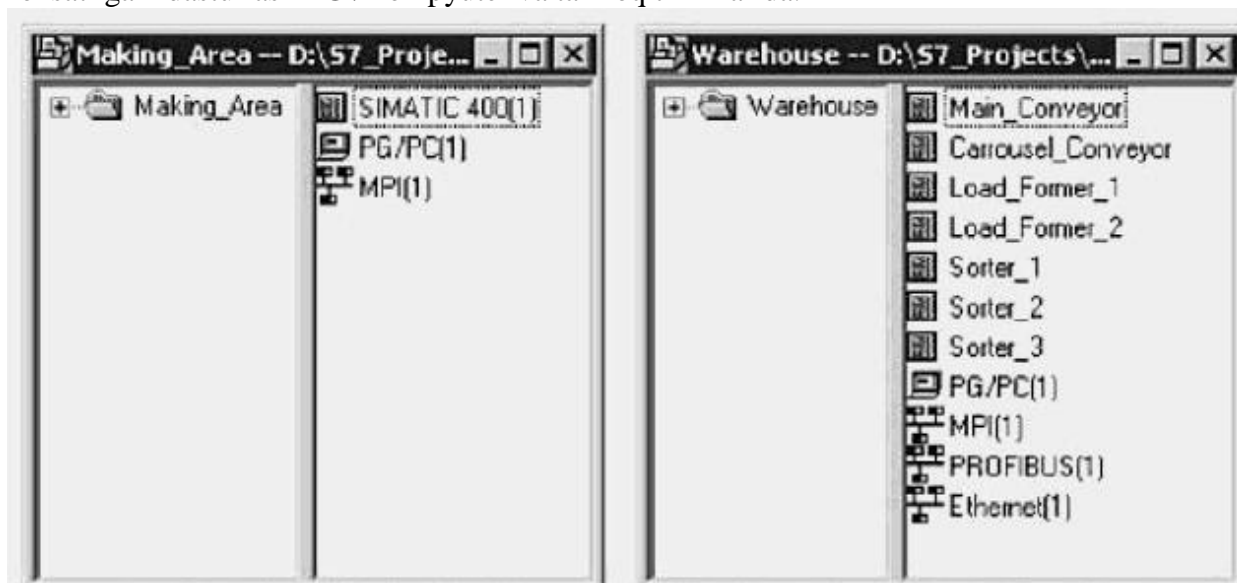 Making_Area -- D:\S7_Proje...
Making_Area
SIMATIC 400(1)
PG/PC(1)
MPI(1)
Warehouse -- D:\S7_Projects\...
Warehouse
Main_Conveyor
Carrousel_Conveyor
Load_Former_1
Load_Former_2
Sorter_1
Sorter_2
Sorter_3
PG/PC(1)
MPI(1)
PROFIBUS(1)
Ethernet(1)